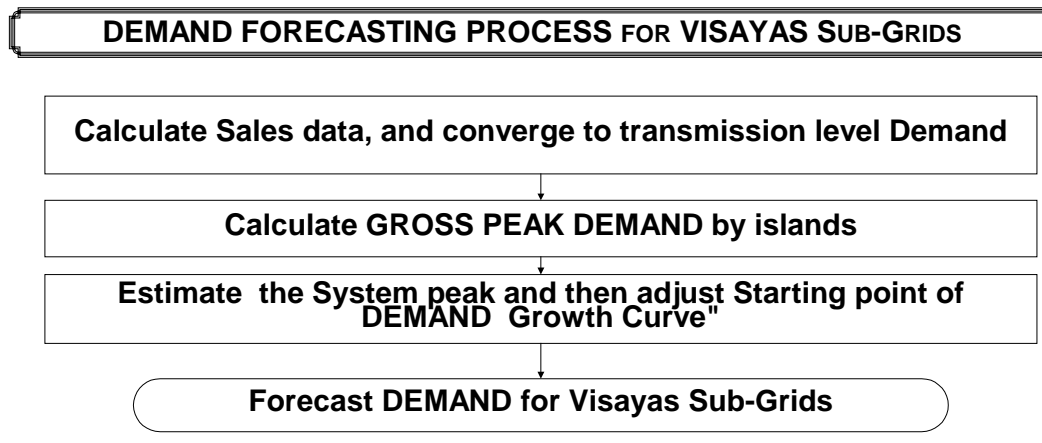 DEMAND FORECASTING PROCESS FOR VISAYAS SUB-GRIDS
Calculate Sales data, and converge to transmission level Demand
Calculate GROSS PEAK DEMAND by islands
Estimate the System peak and then adjust Starting point of
DEMAND Growth Curve"
Forecast DEMAND for Visayas Sub-Grids